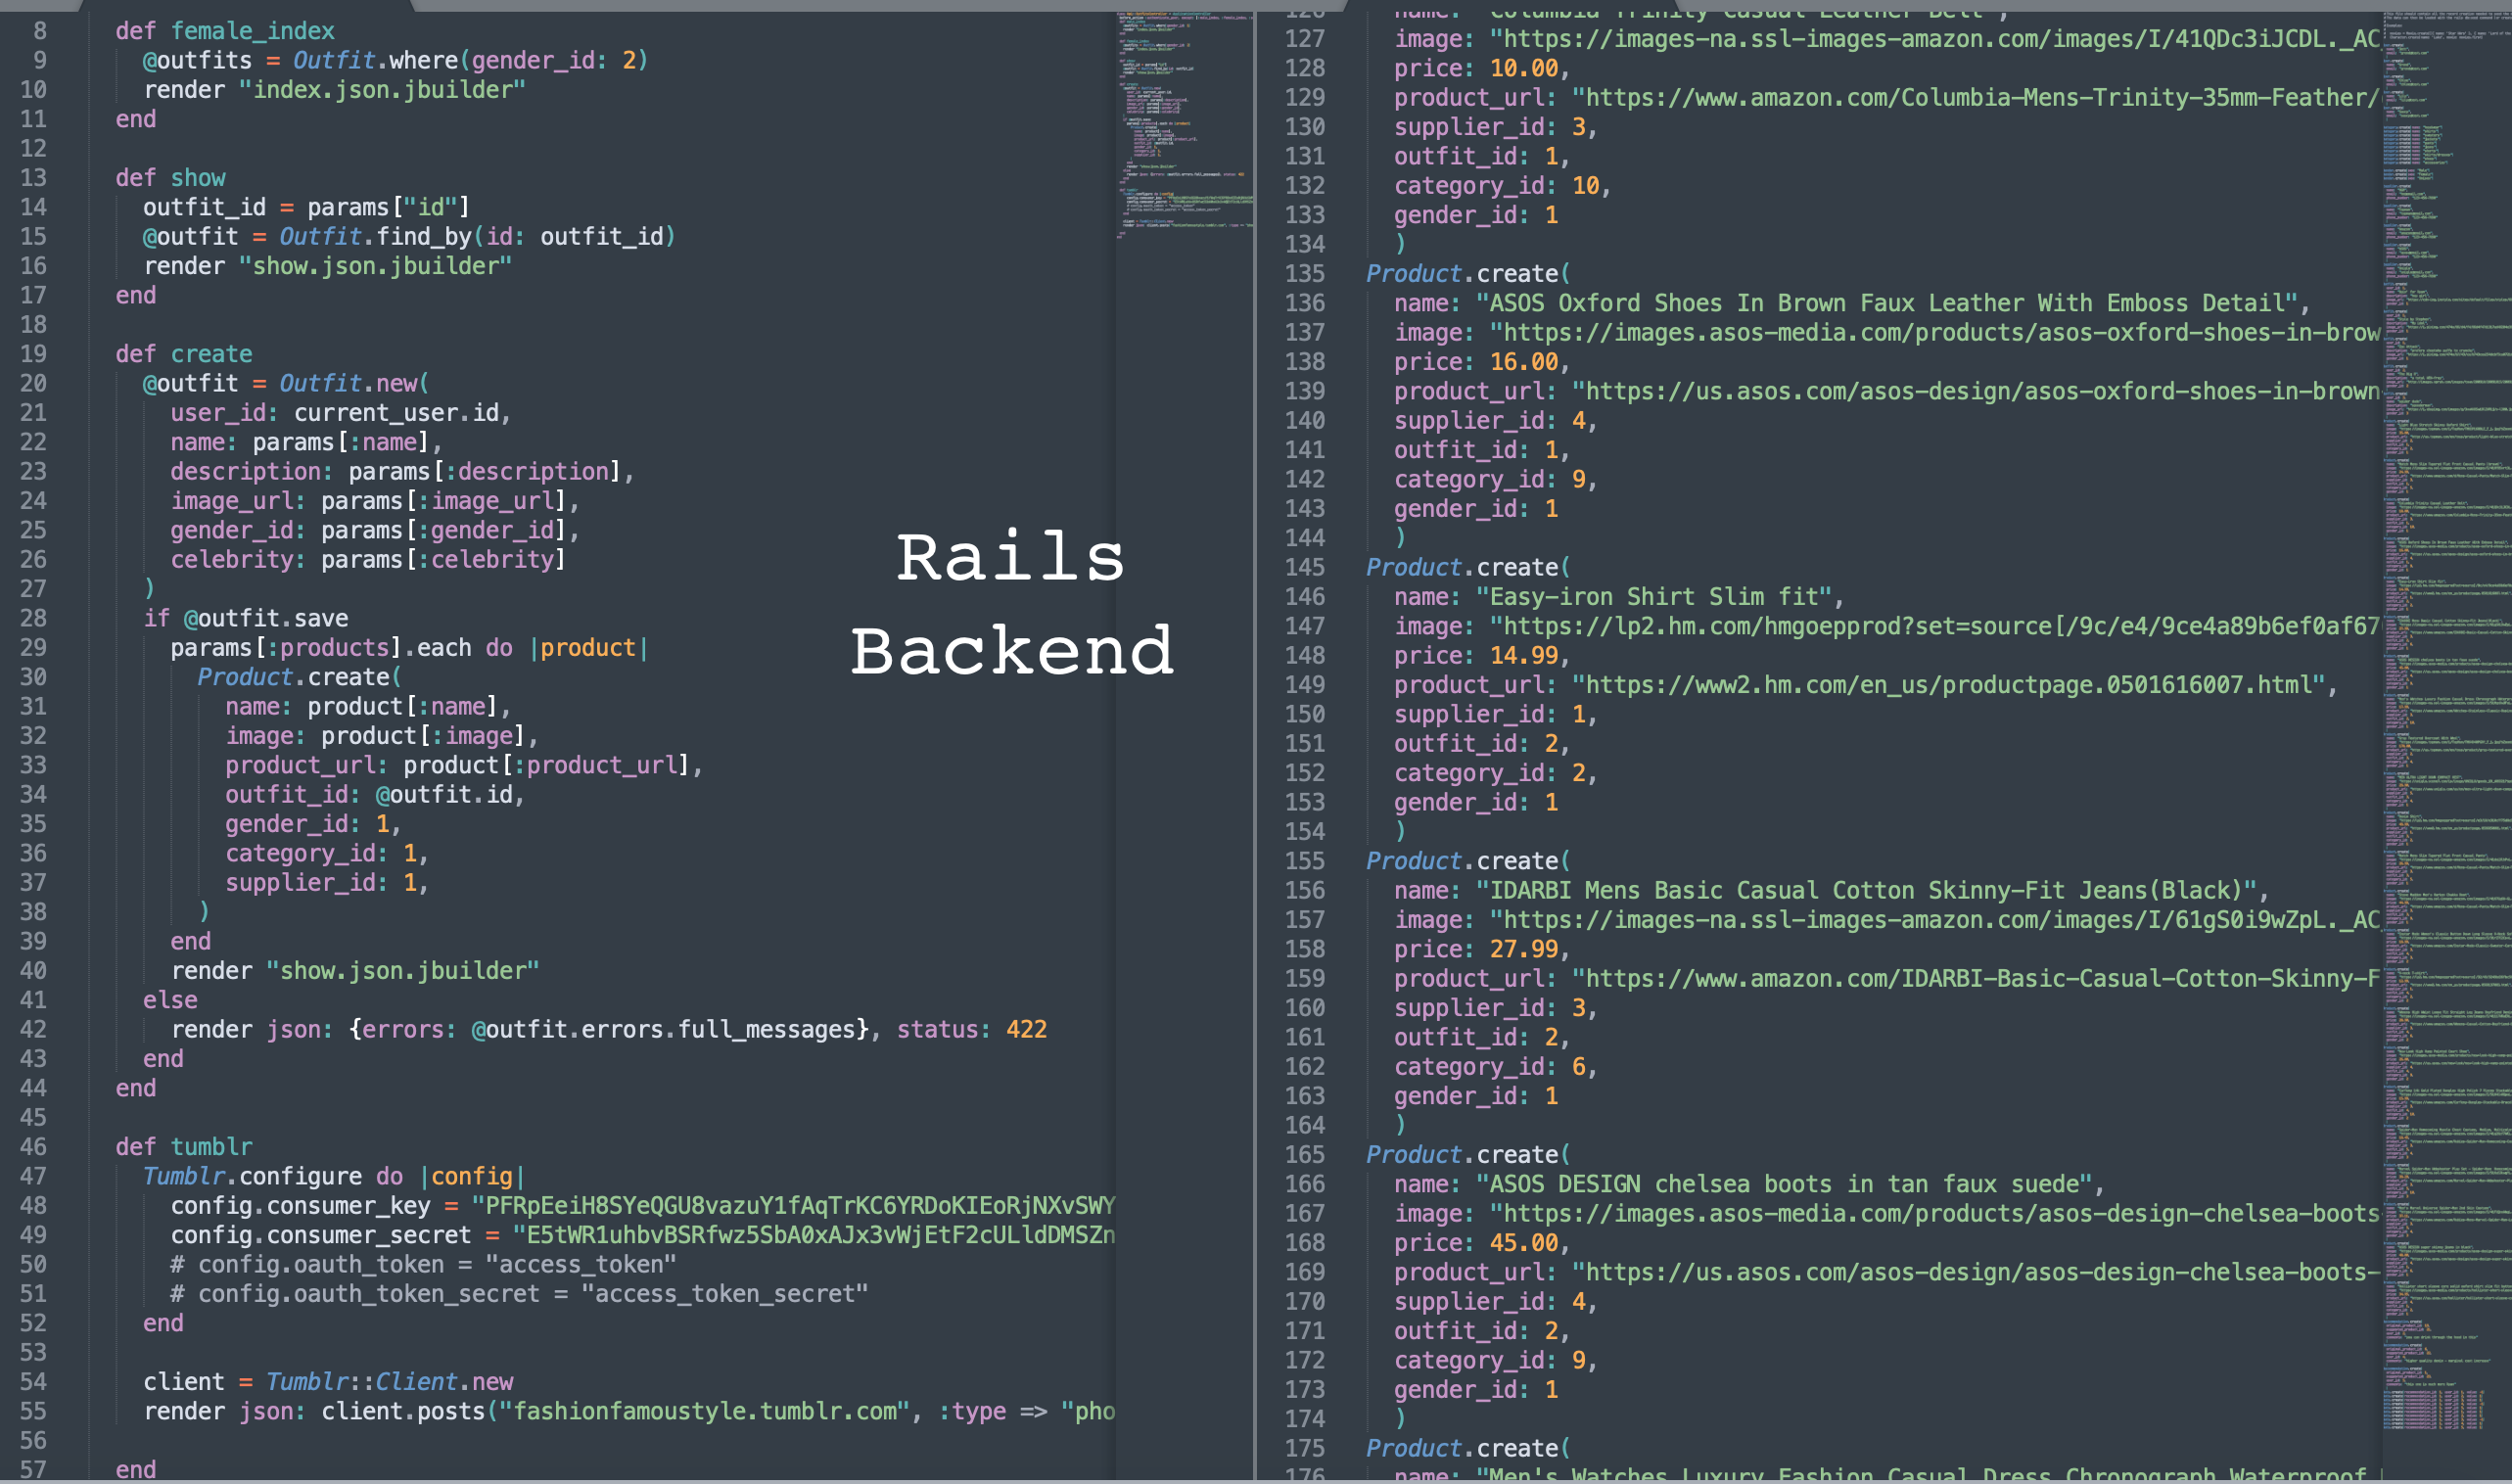 8 def female_index
9 @outfits = Outfit.where(gender_id: 2)
10 render "index.json.jbuilder"
11 end
12
13 def show
14 outfit_id = params["id"]
15 @outfit = Outfit.find_by(id: outfit_id)
16 render "show.json.jbuilder"
17 end
18
19 def create
20 @outfit = Outfit.new(
21 user_id: current_user.id,
22 name: params[:name],
23 description: params[:description],
24 image_url: params[:image_url],
25 gender_id: params[:gender_id],
26 celebrity: params[:celebrity]
27 )
28 if @outfit.save
29 params[:products].each do |product|
30 Product.create(
31 name: product[:name],
32 image: product[:image],
33 product_url: product[:product_url],
34 outfit_id: @outfit.id,
35 gender_id: 1,
36 category_id: 1,
37 supplier_id: 1,
38 )
39 end
40 render "show.json.jbuilder"
41 else
42 render json: {errors: @outfit.errors.full_messages}, status: 422
43 end
44 end
45
46 def tumblr
47 Tumblr.configure do |config|
48 config.consumer_key = "PFRpEeiH8SYeQGU8vazuY1fAqTrKC6YRDoKIEoRjNXvSWY
49 config.consumer_secret = "E5tWR1uhbvBSRfwz5SbA0xAJx3vWjEtF2cULldDMSZn
50 # config.oauth_token = "access_token"
51 # config.oauth_token_secret = "access_token_secret"
52 end
53
54 client = Tumblr::Client.new
55 render json: client.posts("fashionfamoustyle.tumblr.com", :type => "pho
56
57 end
Rails
Backend
126 name: "Columbia Trinity Casual Leather Belt",
127 image: "https://images-na.ssl-images-amazon.com/images/I/41QDc3iJCDL._AC
128 price: 10.00,
129 product_url: "https://www.amazon.com/Columbia-Mens-Trinity-35mm-Feather/
130 supplier_id: 3,
131 outfit_id: 1,
132 category_id: 10,
133 gender_id: 1
134 )
135 Product.create(
136 name: "ASOS Oxford Shoes In Brown Faux Leather With Emboss Detail",
137 image: "https://images.asos-media.com/products/asos-oxford-shoes-in-brow
138 price: 16.00,
139 product_url: "https://us.asos.com/asos-design/asos-oxford-shoes-in-brown
140 supplier_id: 4,
141 outfit_id: 1,
142 category_id: 9,
143 gender_id: 1
144 )
145 Product.create(
146 name: "Easy-iron Shirt Slim fit",
147 image: "https://lp2.hm.com/hmgoepprod?set=source[/9c/e4/9ce4a89b6ef0af67
148 price: 14.99,
149 product_url: "https://www2.hm.com/en_us/productpage.0501616007.html",
150 supplier_id: 1,
151 outfit_id: 2,
152 category_id: 2,
153 gender_id: 1
154 )
155 Product.create(
156 name: "IDARBI Mens Basic Casual Cotton Skinny-Fit Jeans(Black)",
157 image: "https://images-na.ssl-images-amazon.com/images/I/61gS0i9wZpL._AC
158 price: 27.99,
159 product_url: "https://www.amazon.com/IDARBI-Basic-Casual-Cotton-Skinny-F
160 supplier_id: 3,
161 outfit_id: 2,
162 category_id: 6,
163 gender_id: 1
164 )
165 Product.create(
166 name: "ASOS DESIGN chelsea boots in tan faux suede",
167 image: "https://images.asos-media.com/products/asos-design-chelsea-boots
168 price: 45.00,
169 product_url: "https://us.asos.com/asos-design/asos-design-chelsea-boots-
170 supplier_id: 4,
171 outfit_id: 2,
172 category_id: 9,
173 gender_id: 1
174 )
175 Product.create(
176 name: "Men's Watches Luxury Fashion Casual Dress Chronograph Waterproof